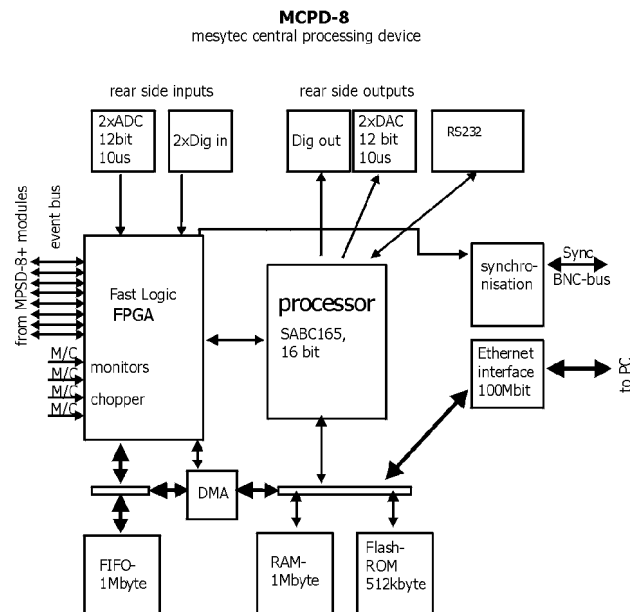 MCPD-8
mesytec central processing device
rear side inputs
rear side outputs
2xADC
12bit
10us
2xDig in
Dig out
2xDAC
12 bit
10us
RS232
from MPSD-8+ modules
event bus
Fast Logic
FPGA
M/C
M/C
M/C
M/C
monitors
chopper
processor
SABC165,
16 bit
synchro-
nisation
Sync
BNC-bus
Ethernet
interface
100Mbit
to PC
DMA
FIFO-
1Mbyte
RAM-
1Mbyte
Flash-
ROM
512kbyte